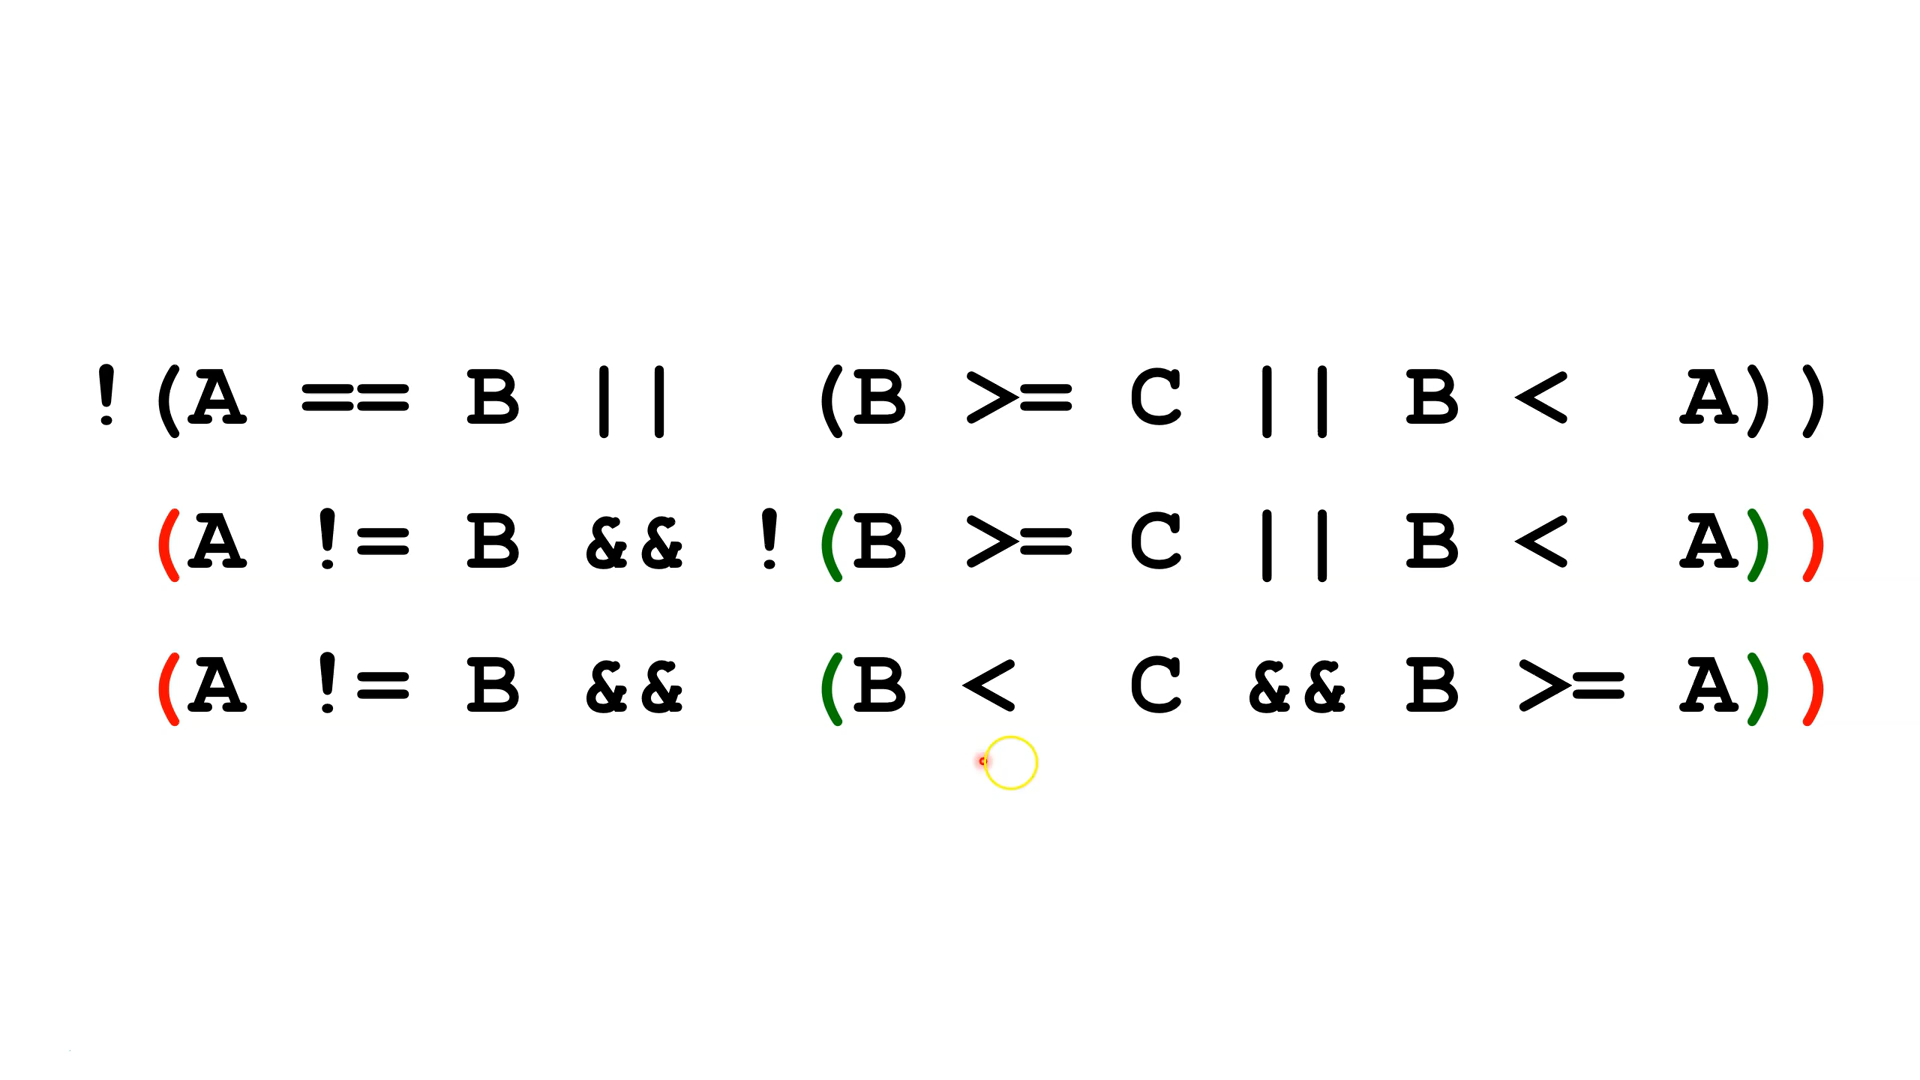 !(A == B || (B >= C || B < A))
(A != B && !(B >= C || B < A))
(A != B && (B < C && B >= A))